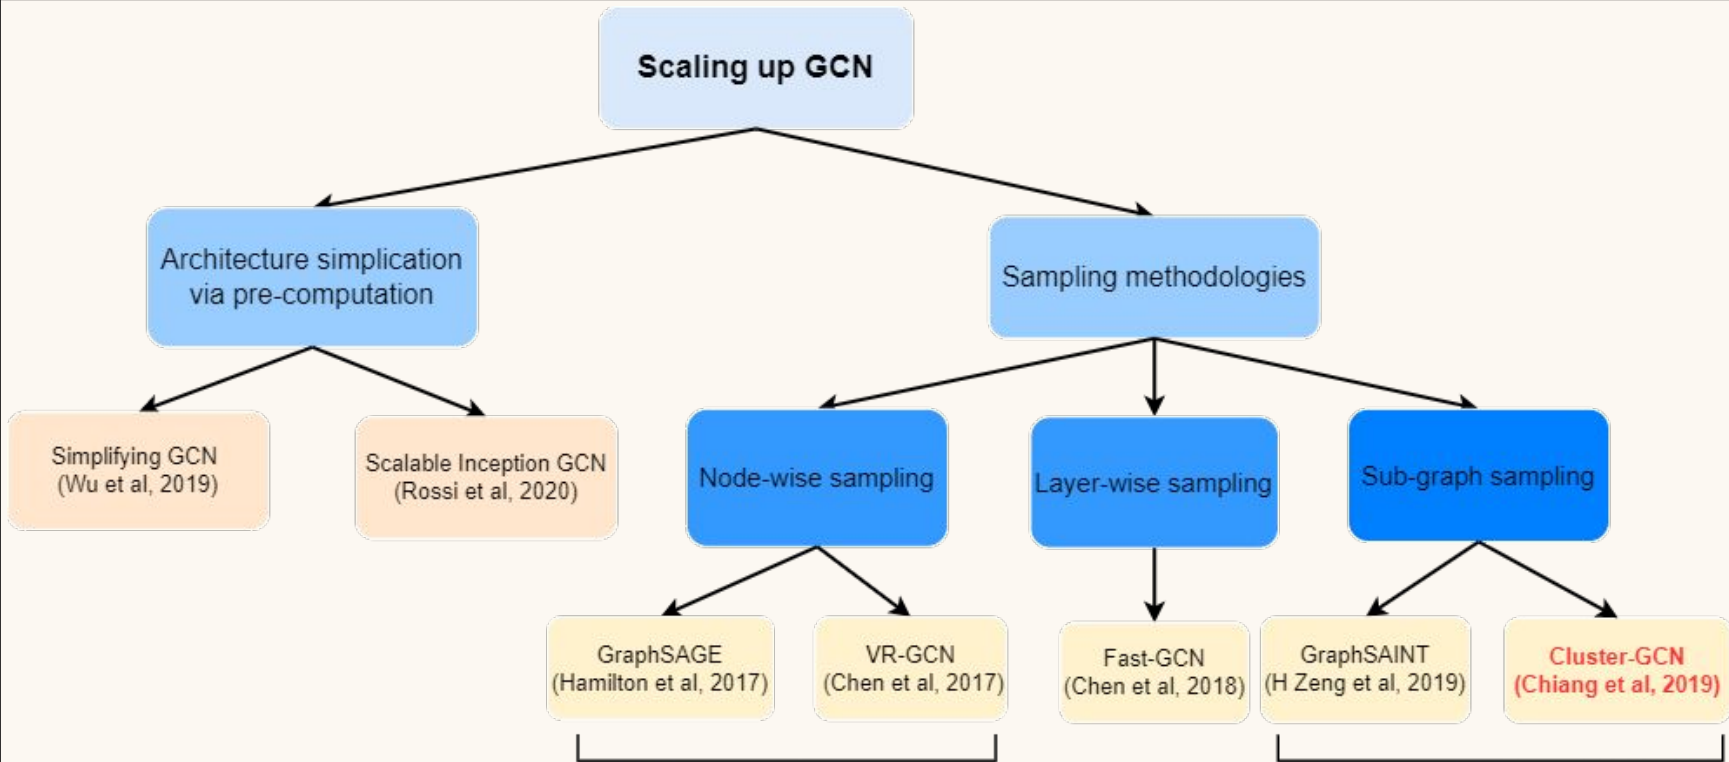 Scaling up GCN
Architecture simplication
via pre-computation
Sampling methodologies
Simplifying GCN
(Wu et al, 2019)
Scalable Inception GCN
(Rossi et al, 2020)
Node-wise sampling
Layer-wise sampling
Sub-graph sampling
GraphSAGE
(Hamilton et al, 2017)
VR-GCN
(Chen et al, 2017)
Fast-GCN
(Chen et al, 2018)
GraphSAINT
(H Zeng et al, 2019)
Cluster-GCN
(Chiang et al, 2019)